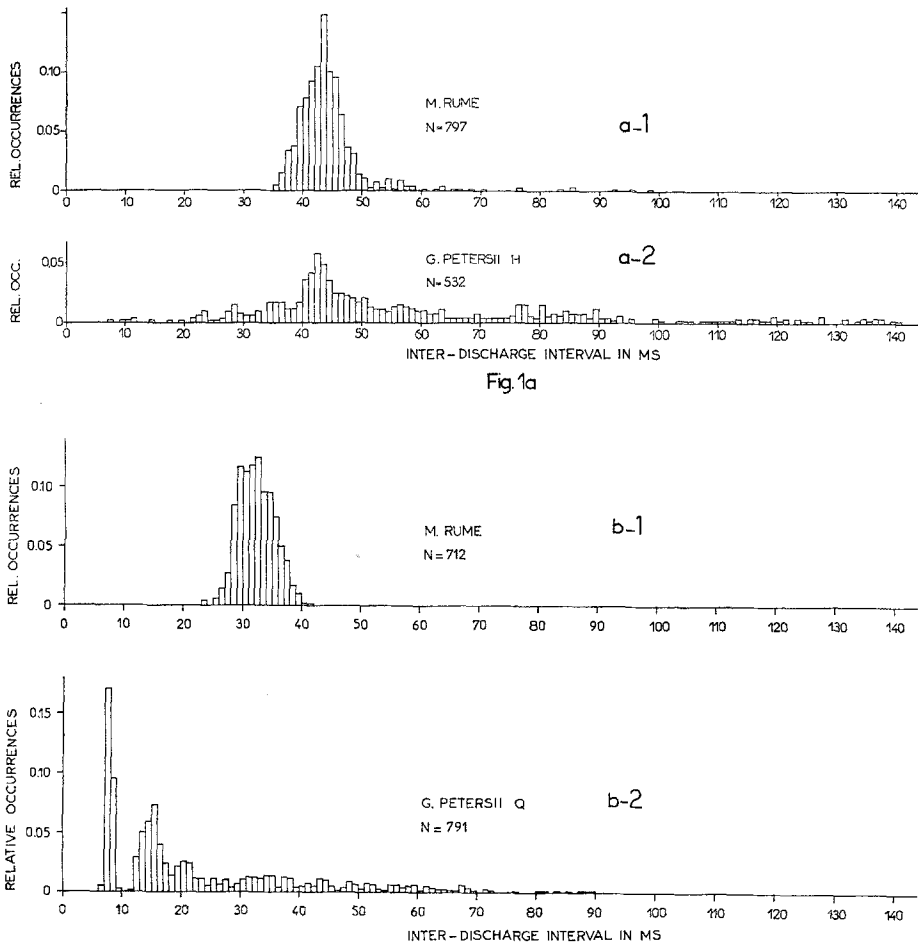 REL. OCCURRENCES
0.10
0.05
0
M. RUME
N=797
a-1
0 10 20 30 40 50 60 70 80 90 100 110 120 130 140
REL. OCC.
0.05
0
G. PETERSII H
N=532
a-2
0 10 20 30 40 50 60 70 80 90 100 110 120 130 140
INTER-DISCHARGE INTERVAL IN MS
Fig. 1a
REL. OCCURRENCES
0.10
0.05
0
M. RUME
N=712
b-1
0 10 20 30 40 50 60 70 80 90 100 110 120 130 140
RELATIVE OCCURRENCES
0.15
0.10
0.05
0
G. PETERSII Q
N=791
b-2
0 10 20 30 40 50 60 70 80 90 100 110 120 130 140
INTER-DISCHARGE INTERVAL IN MS